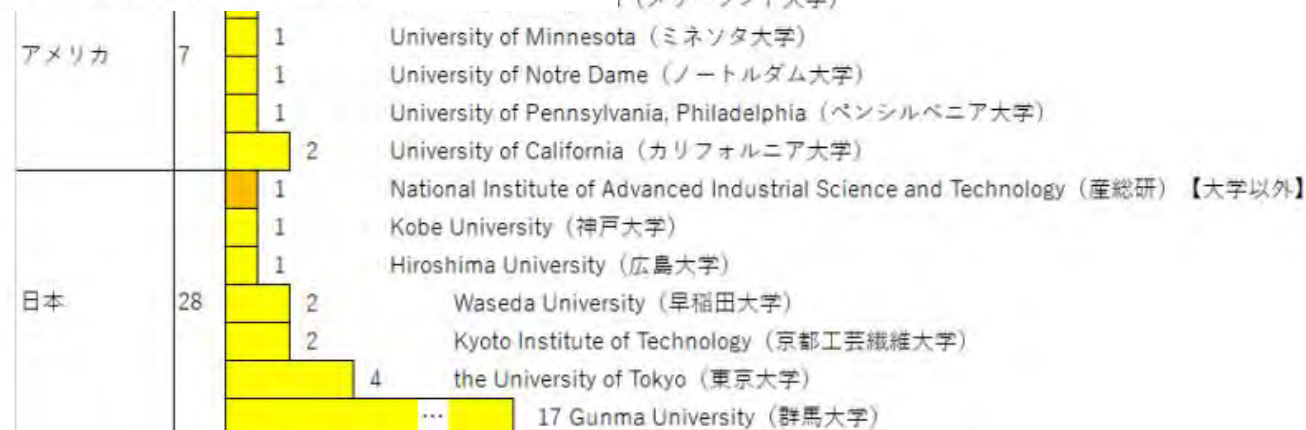 アメリカ 7
1 University of Minnesota（ミネソタ大学）
1 University of Notre Dame（ノートルダム大学）
1 University of Pennsylvania, Philadelphia（ペンシルベニア大学）
2 University of California（カリフォルニア大学）
1 National Institute of Advanced Industrial Science and Technology（産総研）【大学以外】
1 Kobe University（神戸大学）
1 Hiroshima University（広島大学）
日本 28
2 Waseda University（早稲田大学）
2 Kyoto Institute of Technology（京都工芸繊維大学）
4 the University of Tokyo（東京大学）
… 17 Gunma University（群馬大学）